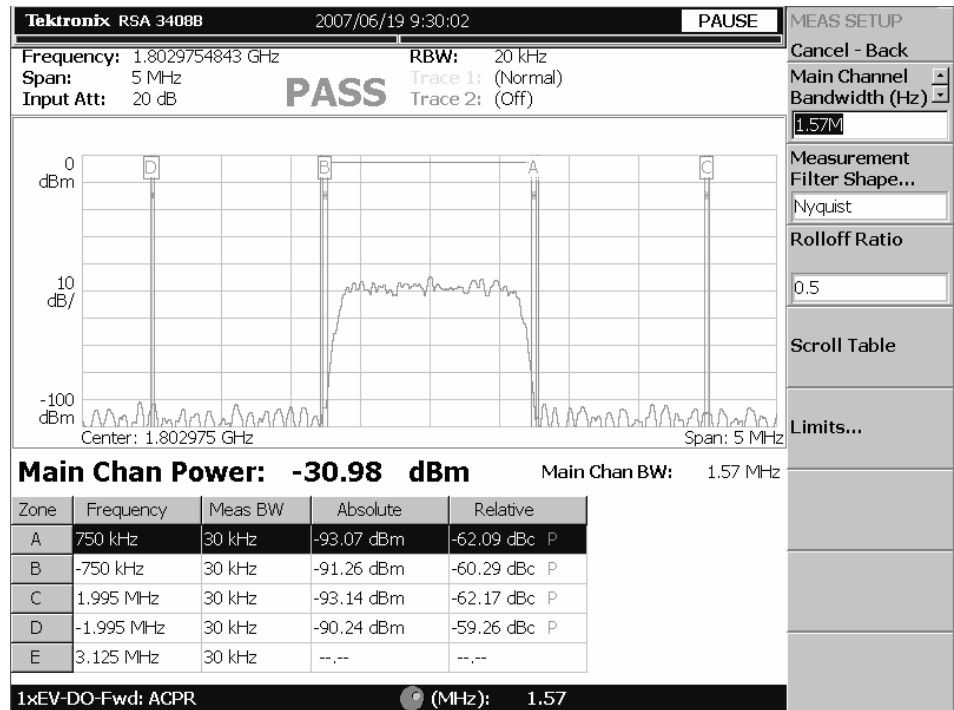 Tektronix RSA 3408B 2007/06/19 9:30:02 PAUSE
Frequency: 1.8029754843 GHz RBW: 20 kHz
Span: 5 MHz Trace 1: (Normal)
Input Att: 20 dB PASS Trace 2: (Off)
0
dBm
D B A C
10
dB/
-100
dBm
Center: 1.802975 GHz Span: 5 MHz
Main Chan Power: -30.98 dBm Main Chan BW: 1.57 MHz
Zone Frequency Meas BW Absolute Relative
A 750 kHz 30 kHz -93.07 dBm -62.09 dBc P
B -750 kHz 30 kHz -91.26 dBm -60.29 dBc P
C 1.995 MHz 30 kHz -93.14 dBm -62.17 dBc P
D -1.995 MHz 30 kHz -90.24 dBm -59.26 dBc P
E 3.125 MHz 30 kHz --.-- --.--
1xEV-DO-Fwd: ACPR (MHz): 1.57
MEAS SETUP
Cancel - Back
Main Channel
Bandwidth (Hz)
1.57M
Measurement
Filter Shape...
Nyquist
Rolloff Ratio
0.5
Scroll Table
Limits...